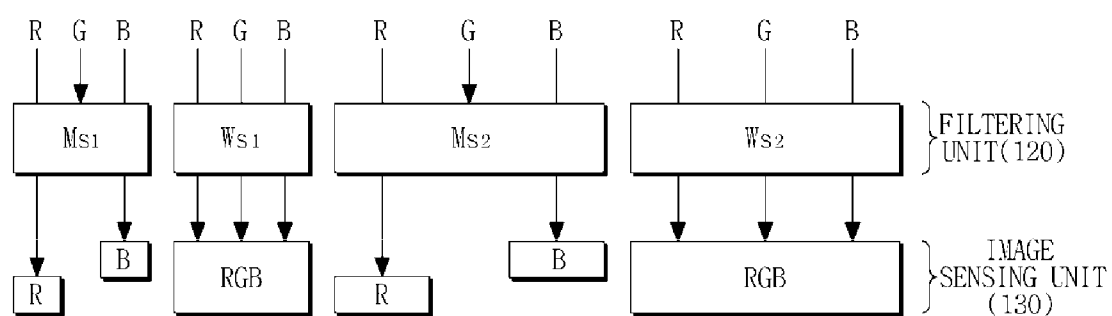 R G B R G B R G B R G B
Ms1 Ws1 Ms2 Ws2
FILTERING
UNIT(120)
B B
R RGB R RGB
IMAGE
SENSING UNIT
(130)